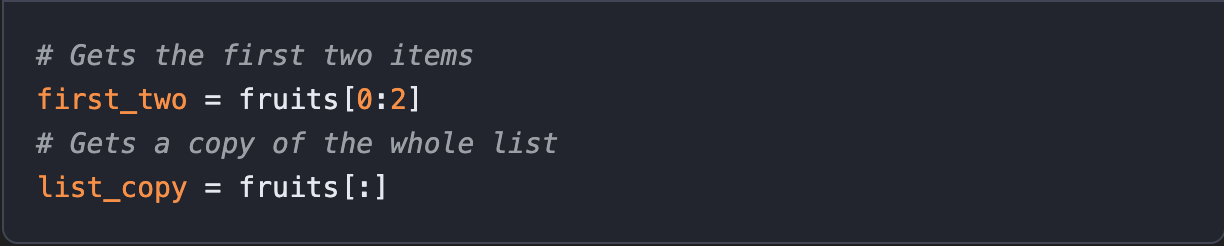 # Gets the first two items
first_two = fruits[0:2]
# Gets a copy of the whole list
list_copy = fruits[:]